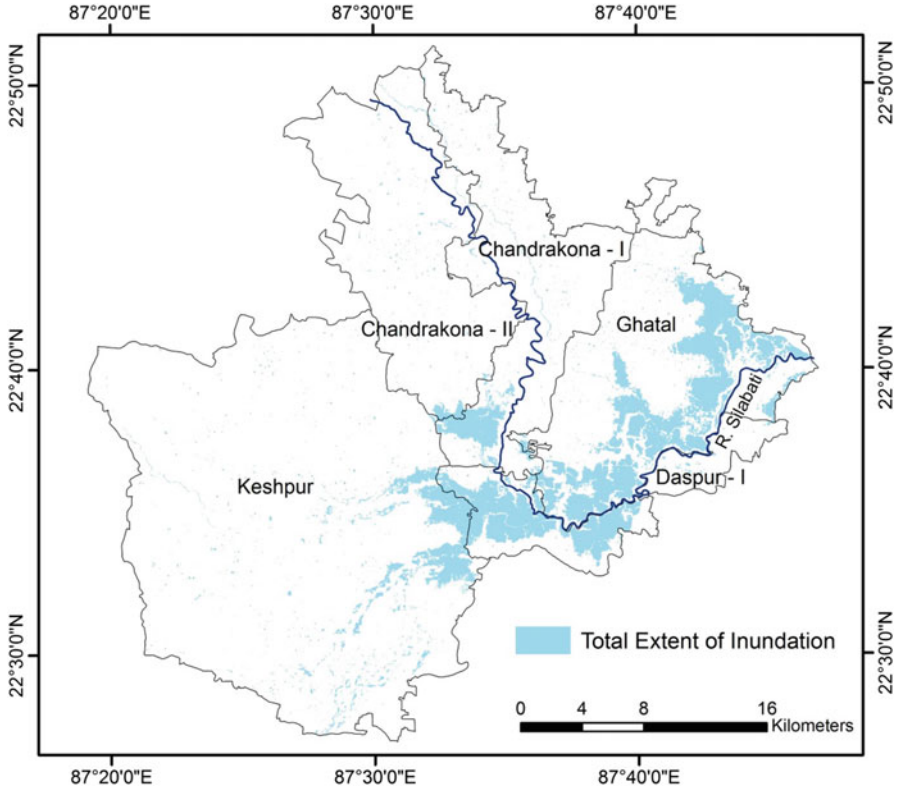 87°20'0"E 87°30'0"E 87°40'0"E
22°50'0"N
22°50'0"N
Chandrakona - I
Ghatal
Chandrakona - II
22°40'0"N
22°40'0"N
R. Silabati
Daspur - I
Keshpur
Total Extent of Inundation
22°30'0"N
22°30'0"N
0 4 8 16
Kilometers
87°20'0"E 87°30'0"E 87°40'0"E